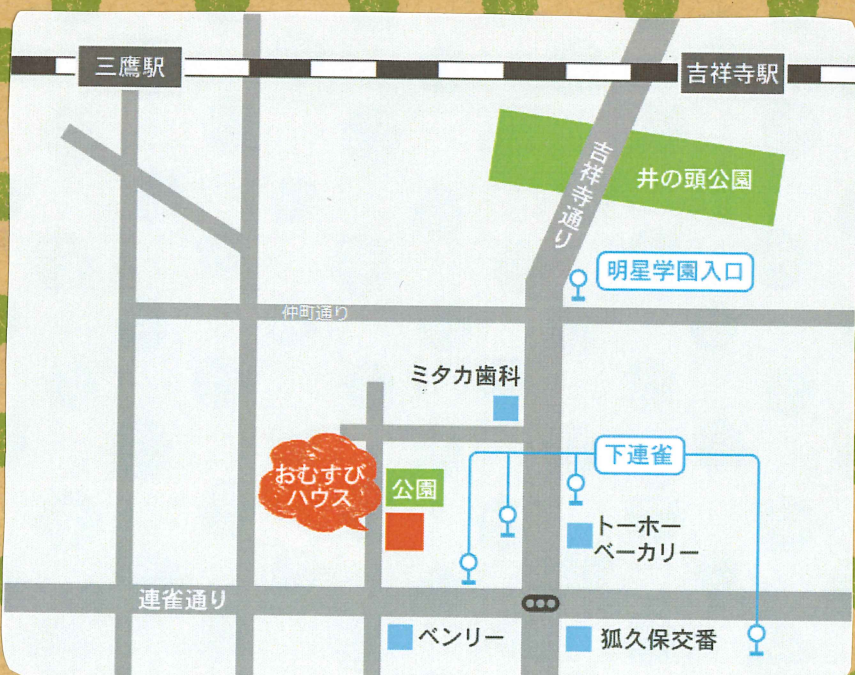 三鷹駅
吉祥寺駅
吉祥寺通り
井の頭公園
明星学園入口
仲町通り
ミタカ歯科
下連雀
おむすび
ハウス
公園
トーホー
ベーカリー
連雀通り
ベンリー
狐久保交番